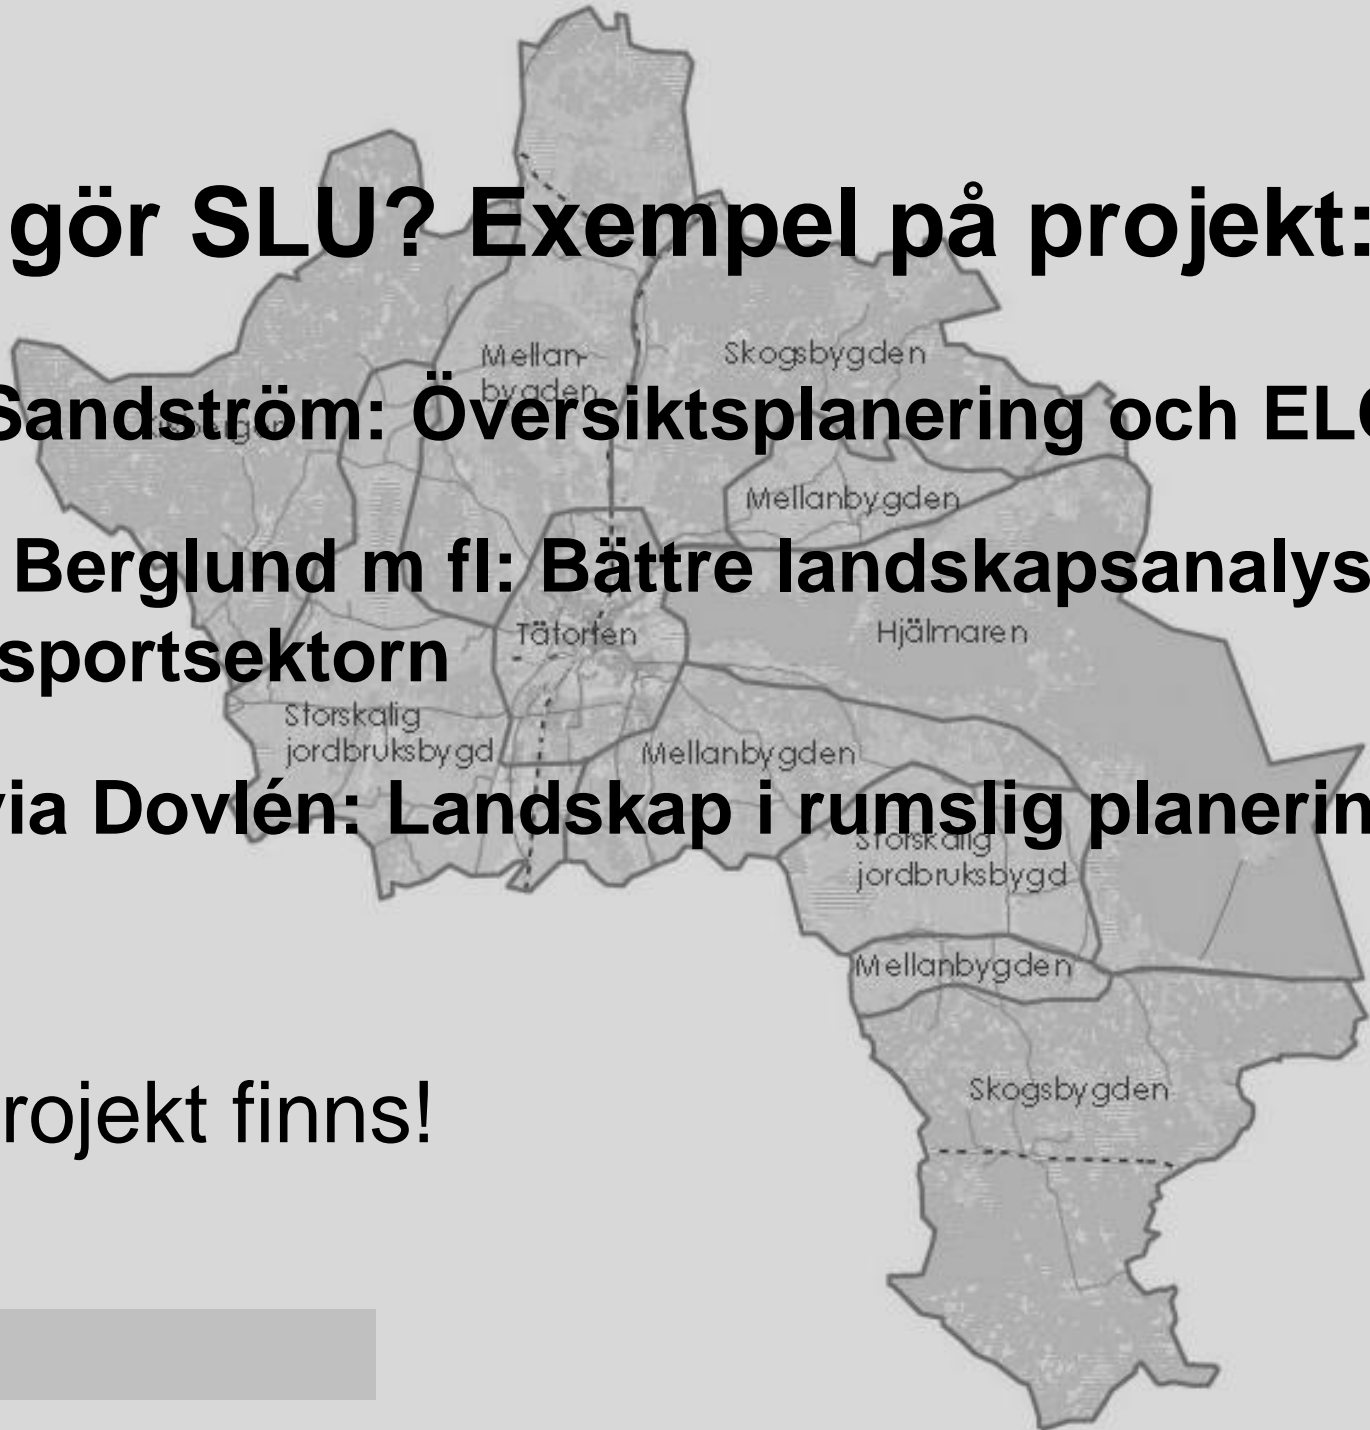 gör SLU? Exempel på projekt:
Mellan-
bygden
Skogsbygden
Sandström: Översiktsplanering och EL
Mellanbygden
Berglund m fl: Bättre landskapsanalys
Tätorten
Hjälmaren
sportsektorn
Storskalig
jordbruksbygd
Mellanbygden
via Dovlén: Landskap i rumslig planerin
Storskalig
jordbruksbygd
Mellanbygden
Skogsbygden
rojekt finns!